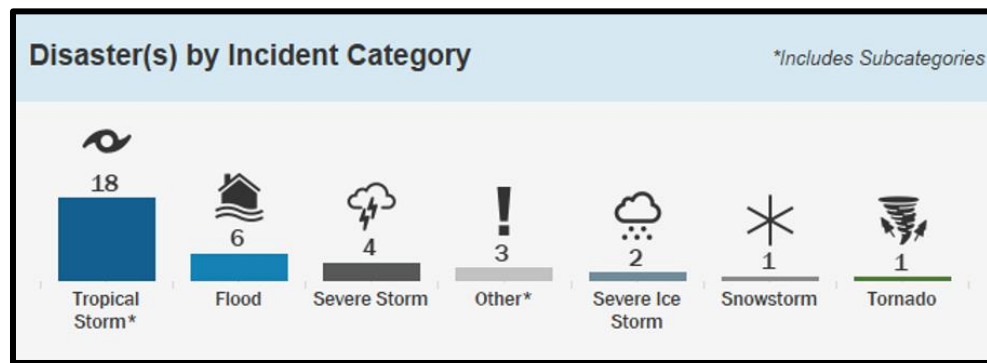 Disaster(s) by Incident Category
*Includes Subcategories
18
6
4
3
2
1
1
Tropical
Storm*
Flood
Severe Storm
Other*
Severe Ice
Storm
Snowstorm
Tornado